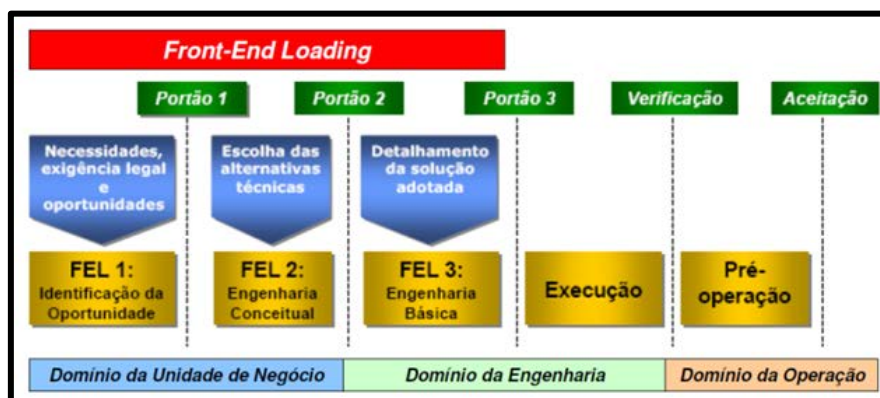 Front-End Loading
Portão 1
Portão 2
Portão 3
Verificação
Aceitação
Necessidades,
exigência legal
e
oportunidades
Escolha das
alternativas
técnicas
Detalhamento
da solução
adotada
FEL 1:
Identificação da
Oportunidade
FEL 2:
Engenharia
Conceitual
FEL 3:
Engenharia
Básica
Execução
Pré-
operação
Domínio da Unidade de Negócio
Domínio da Engenharia
Domínio da Operação